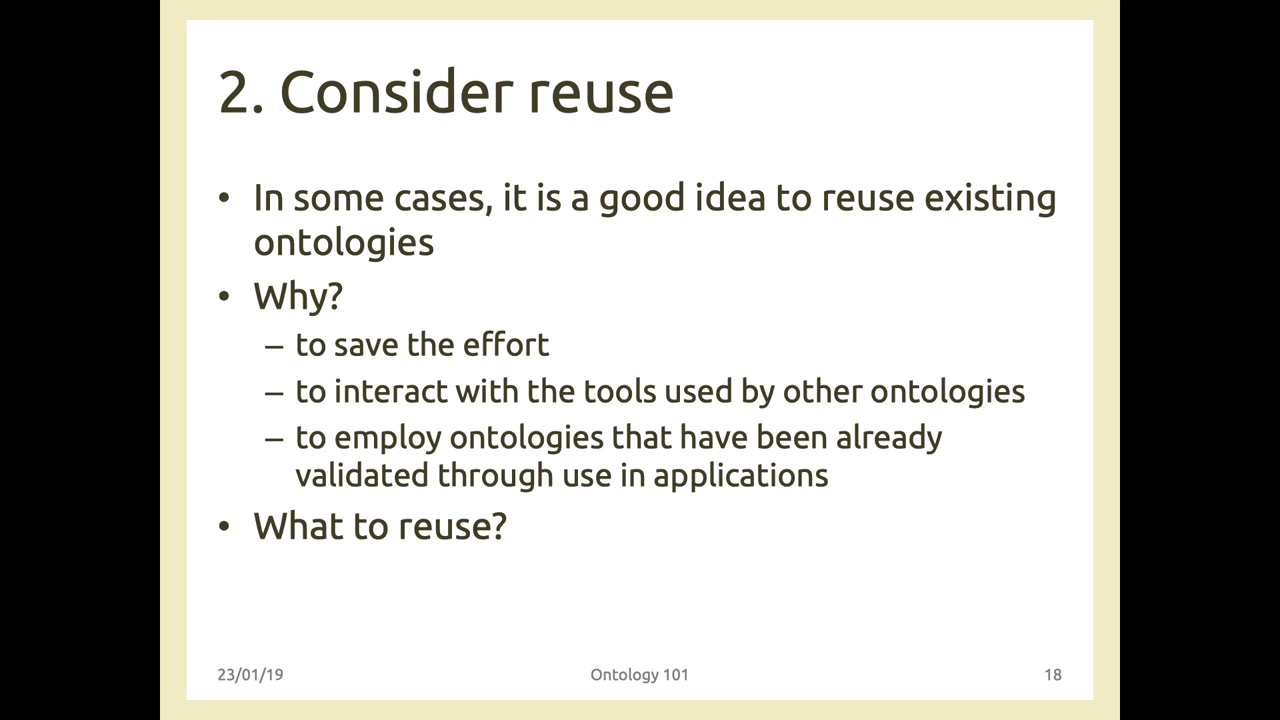 2. Consider reuse
• In some cases, it is a good idea to reuse existing
ontologies
• Why?
– to save the effort
– to interact with the tools used by other ontologies
– to employ ontologies that have been already
validated through use in applications
• What to reuse?
23/01/19
Ontology 101
18